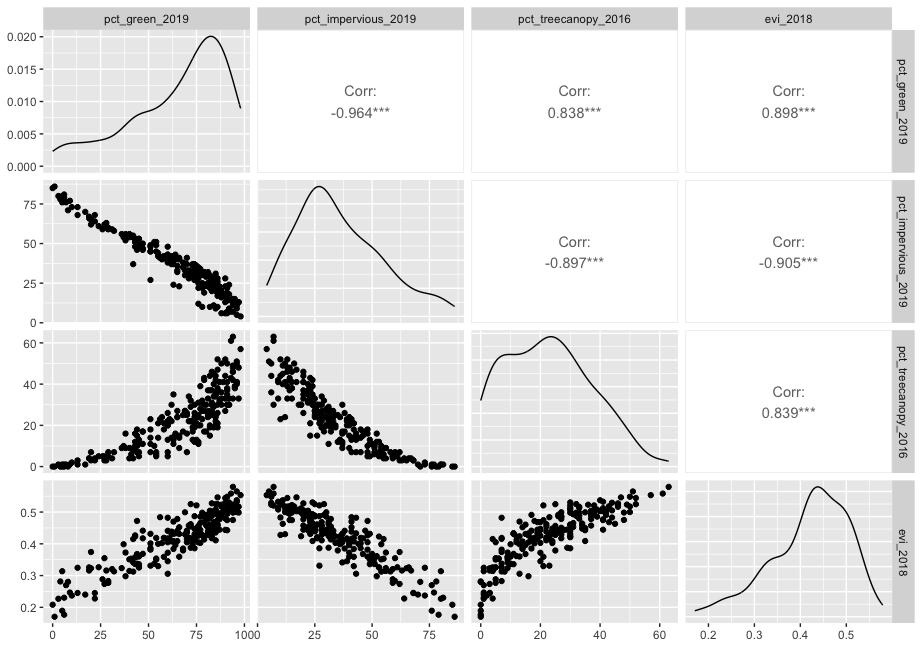 pct_green_2019 pct_impervious_2019 pct_treecanopy_2016 evi_2018
0.020
0.015
0.010
0.005
0.000
Corr:
-0.964***
Corr:
0.838***
Corr:
0.898***
pct_green_2019
75
50
25
0
Corr:
-0.897***
Corr:
-0.905***
pct_impervious_2019
60
40
20
0
Corr:
0.839***
pct_treecanopy_2016
0.5
0.4
0.3
0.2
evi_2018
0 25 50 75 100 0 25 50 75 0 20 40 60 0.2 0.3 0.4 0.5